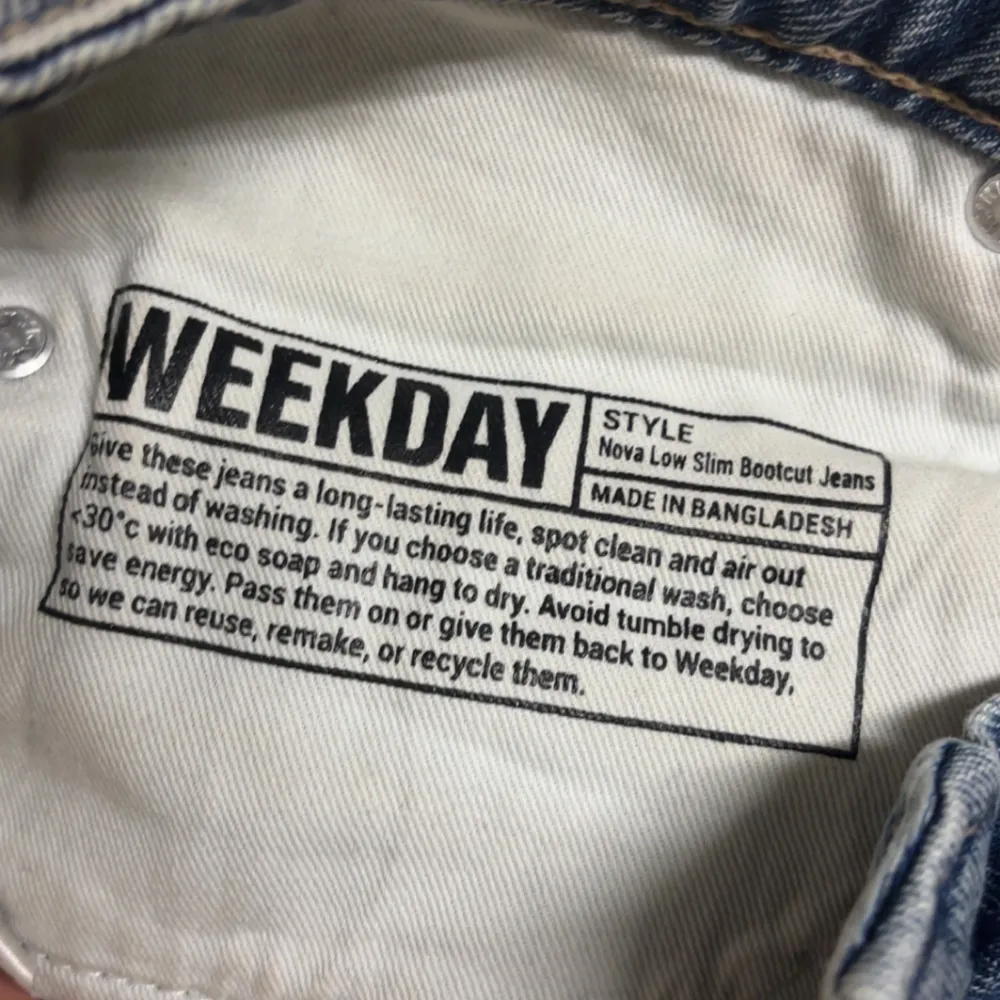 WEEKDAY
STYLE
Nova Low Slim Bootcut Jeans
MADE IN BANGLADESH
Give these jeans a long-lasting life, spot clean and air out
instead of washing. If you choose a traditional wash, choose
<30°c with eco soap and hang to dry. Avoid tumble drying to
save energy. Pass them on or give them back to Weekday,
so we can reuse, remake, or recycle them.